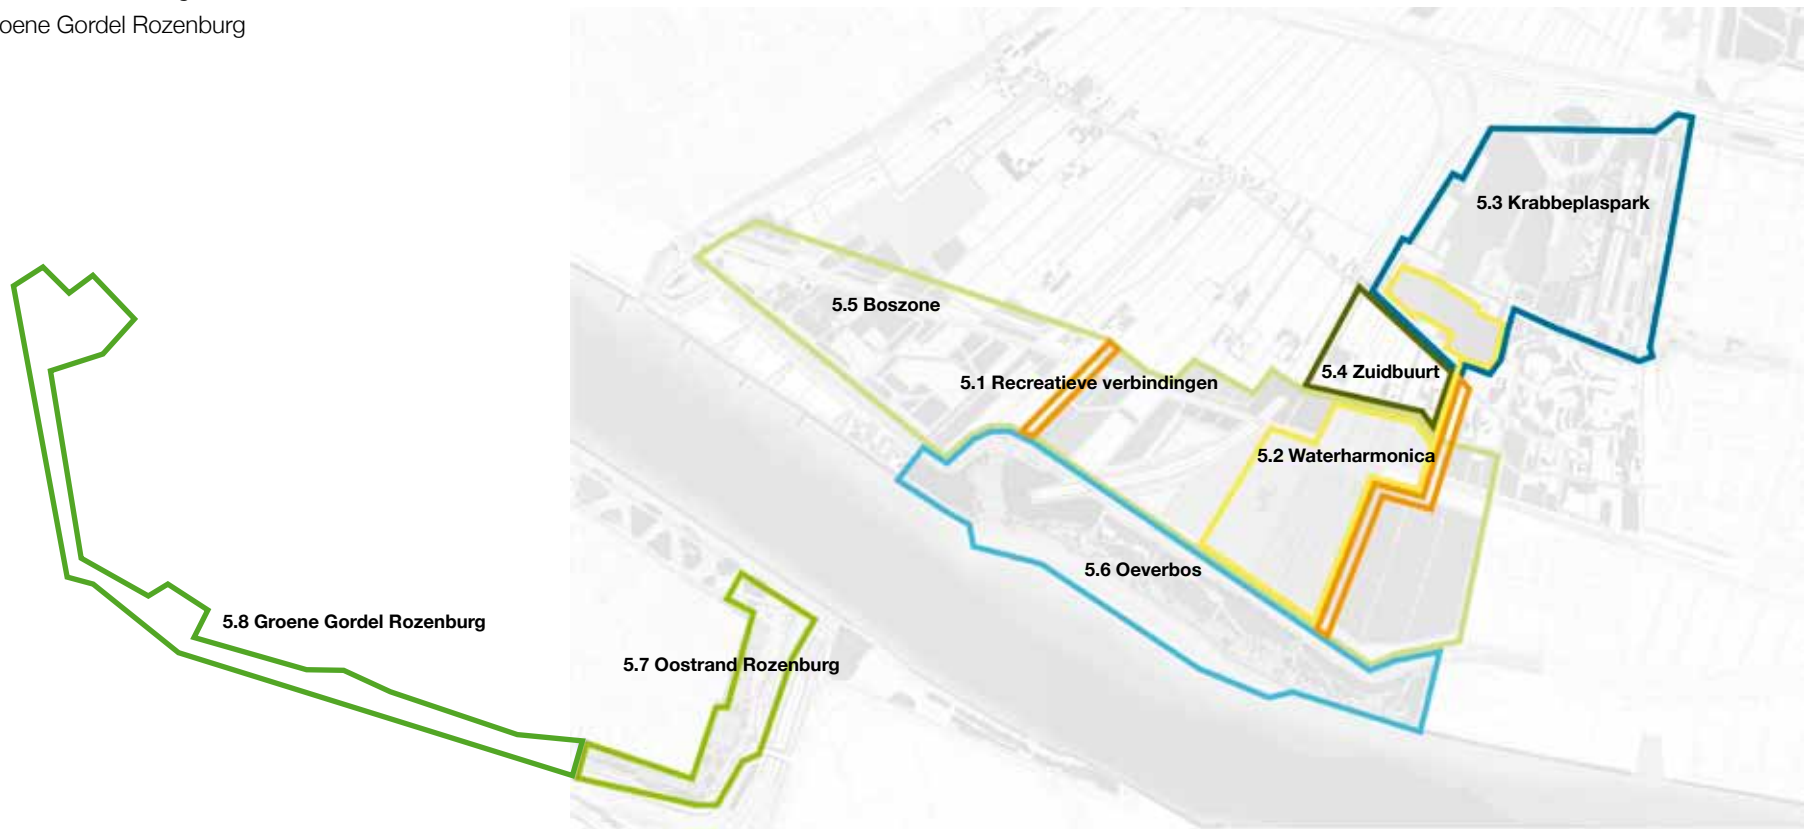 oene Gordel Rozenburg
5.3 Krabbeplaspark
5.5 Boszone
5.4 Zuidbuurt
5.1 Recreatieve verbindingen
5.2 Waterharmonica
5.6 Oeverbos
5.8 Groene Gordel Rozenburg
5.7 Oostrand Rozenburg